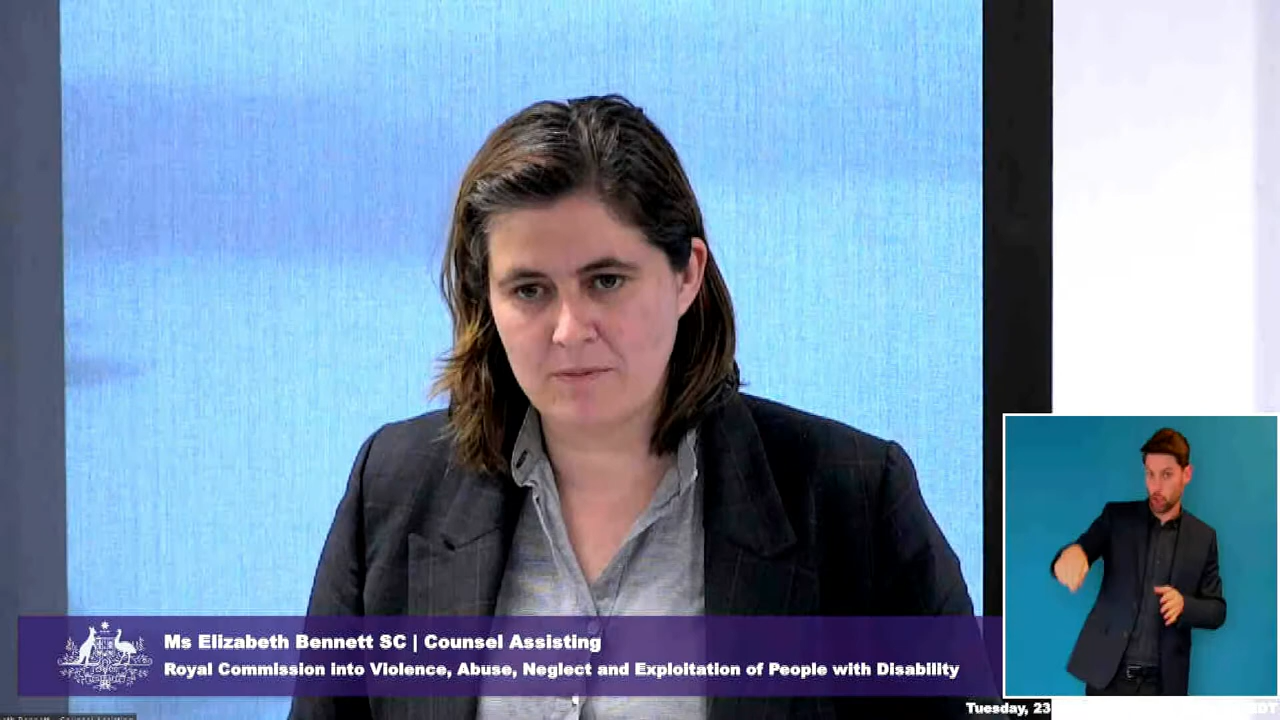 Ms Elizabeth Bennett SC | Counsel Assisting
Royal Commission into Violence, Abuse, Neglect and Exploitation of People with Disability
Tuesday, 23